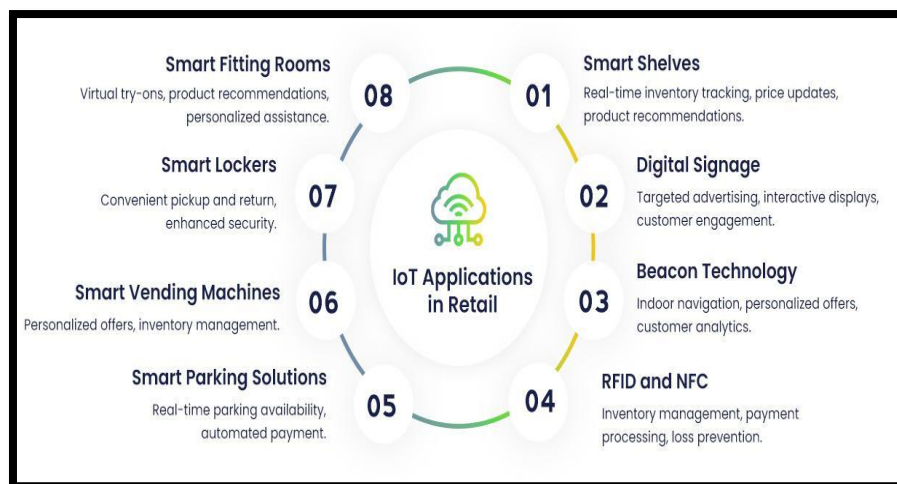 IoT Applications
in Retail
01
Smart Shelves
Real-time inventory tracking, price updates,
product recommendations.
02
Digital Signage
Targeted advertising, interactive displays,
customer engagement.
03
Beacon Technology
Indoor navigation, personalized offers,
customer analytics.
04
RFID and NFC
Inventory management, payment
processing, loss prevention.
05
Smart Parking Solutions
Real-time parking availability,
automated payment.
06
Smart Vending Machines
Personalized offers, inventory management.
07
Smart Lockers
Convenient pickup and return,
enhanced security.
08
Smart Fitting Rooms
Virtual try-ons, product recommendations,
personalized assistance.